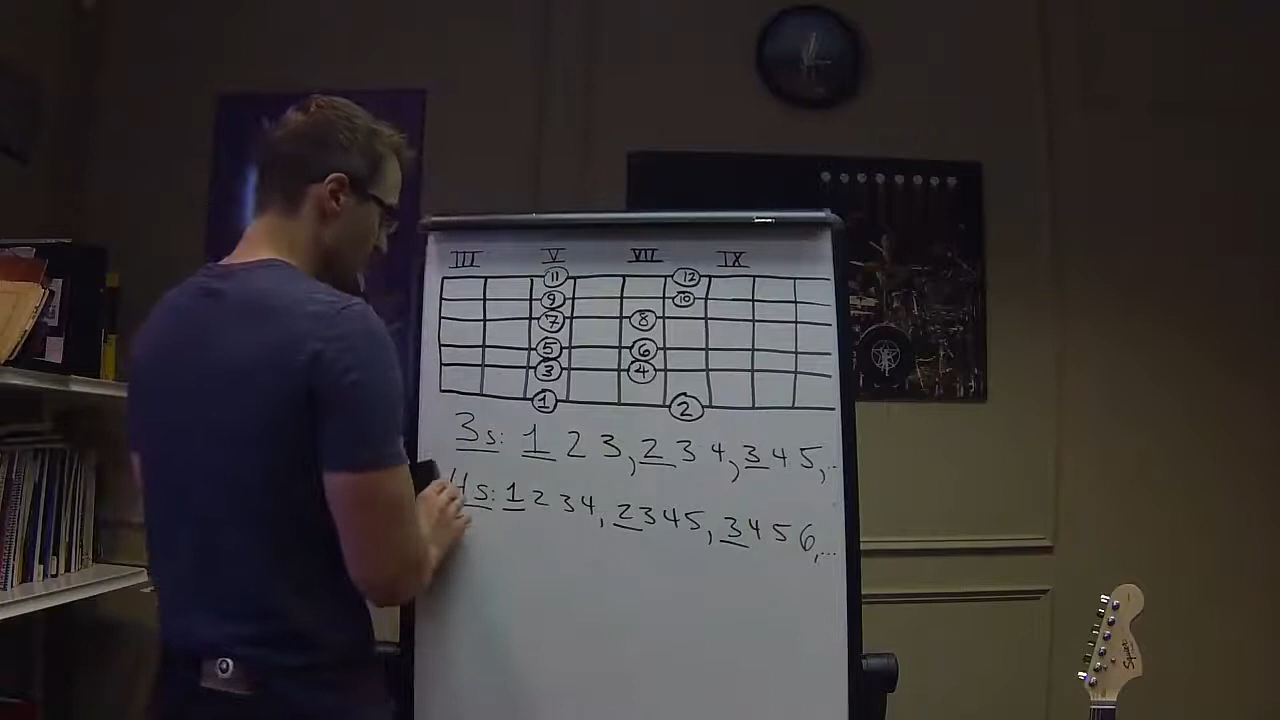 III V VII IX
11 12
9 10
7 8
5 6
3 4
1 2
3s: 1 2 3, 2 3 4, 3 4 5, ..
4s: 1 2 3 4, 2 3 4 5, 3 4 5 6, ...
Squier